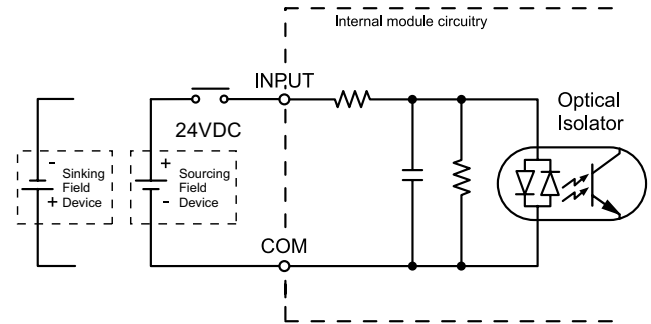 Internal module circuitry
INPUT
24VDC
Optical
Isolator
-
Sinking
Field
+ Device
+
Sourcing
Field
- Device
COM